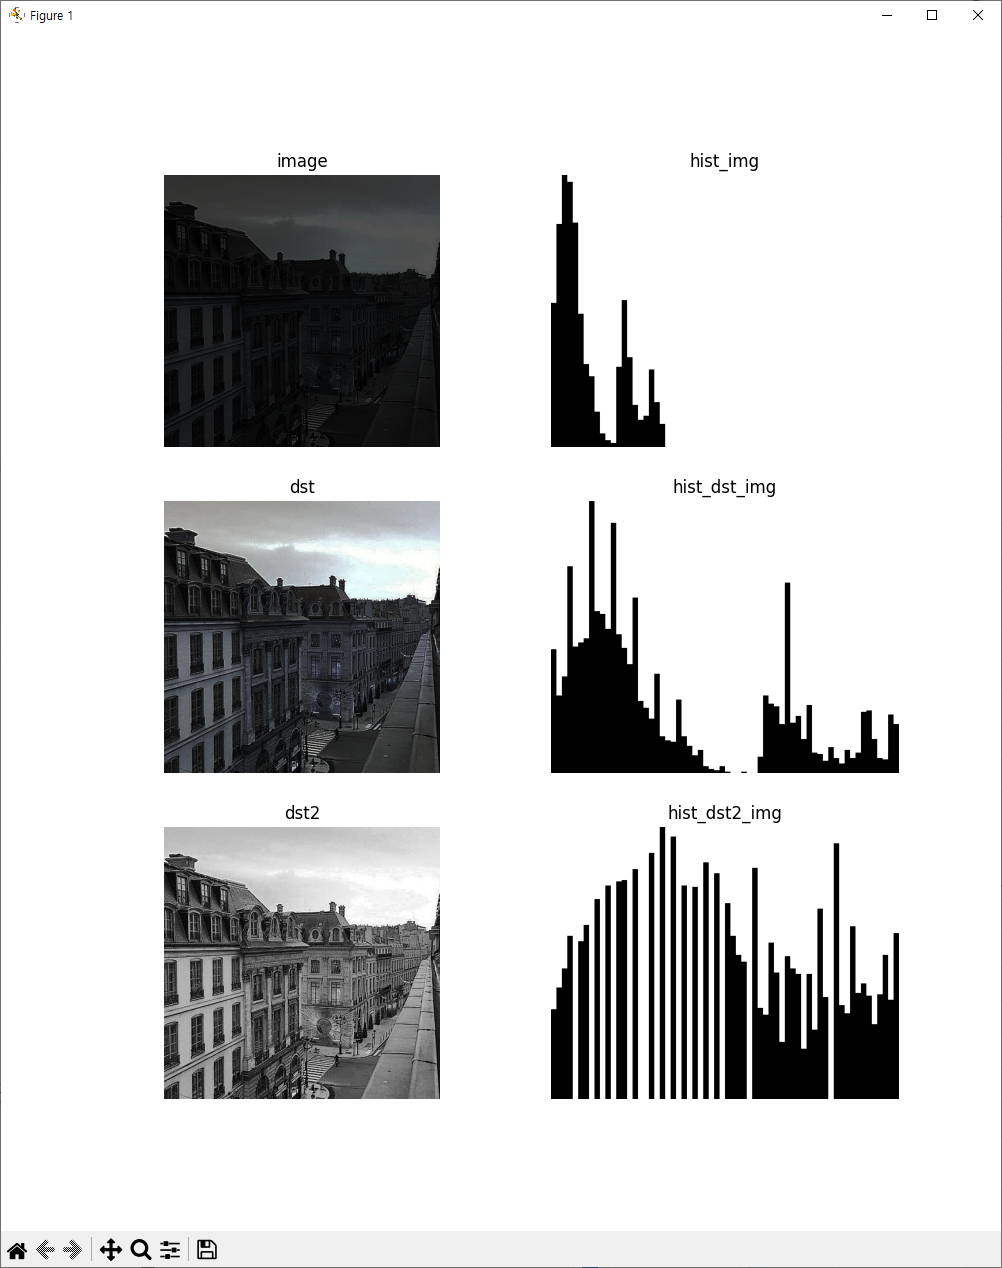 Figure 1
image
hist_img
dst
hist_dst_img
dst2
hist_dst2_img